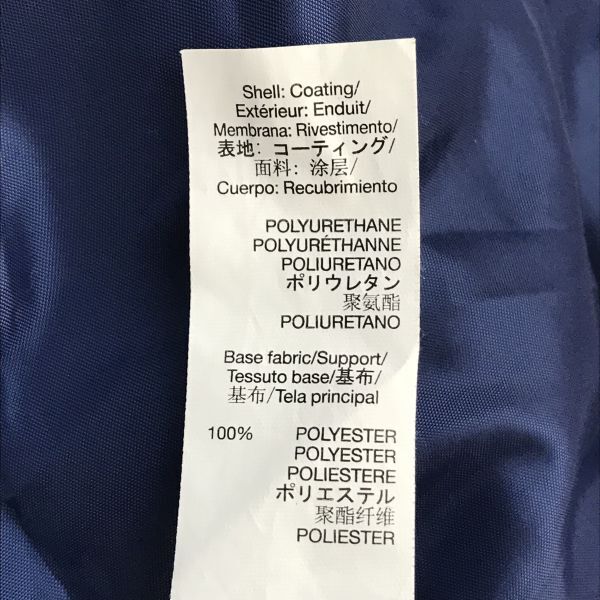 Shell: Coating/
Extérieur: Enduit/
Membrana: Rivestimento/
表地: コーティング/
面料: 涂层/
Cuerpo: Recubrimiento
POLYURETHANE
POLYURÉTHANNE
POLIURETANO
ポリウレタン
聚氨酯
POLIURETANO
Base fabric/Support/
Tessuto base/基布/
基布/Tela principal
100% POLYESTER
POLYESTER
POLIESTERE
ポリエステル
聚酯纤维
POLIESTER